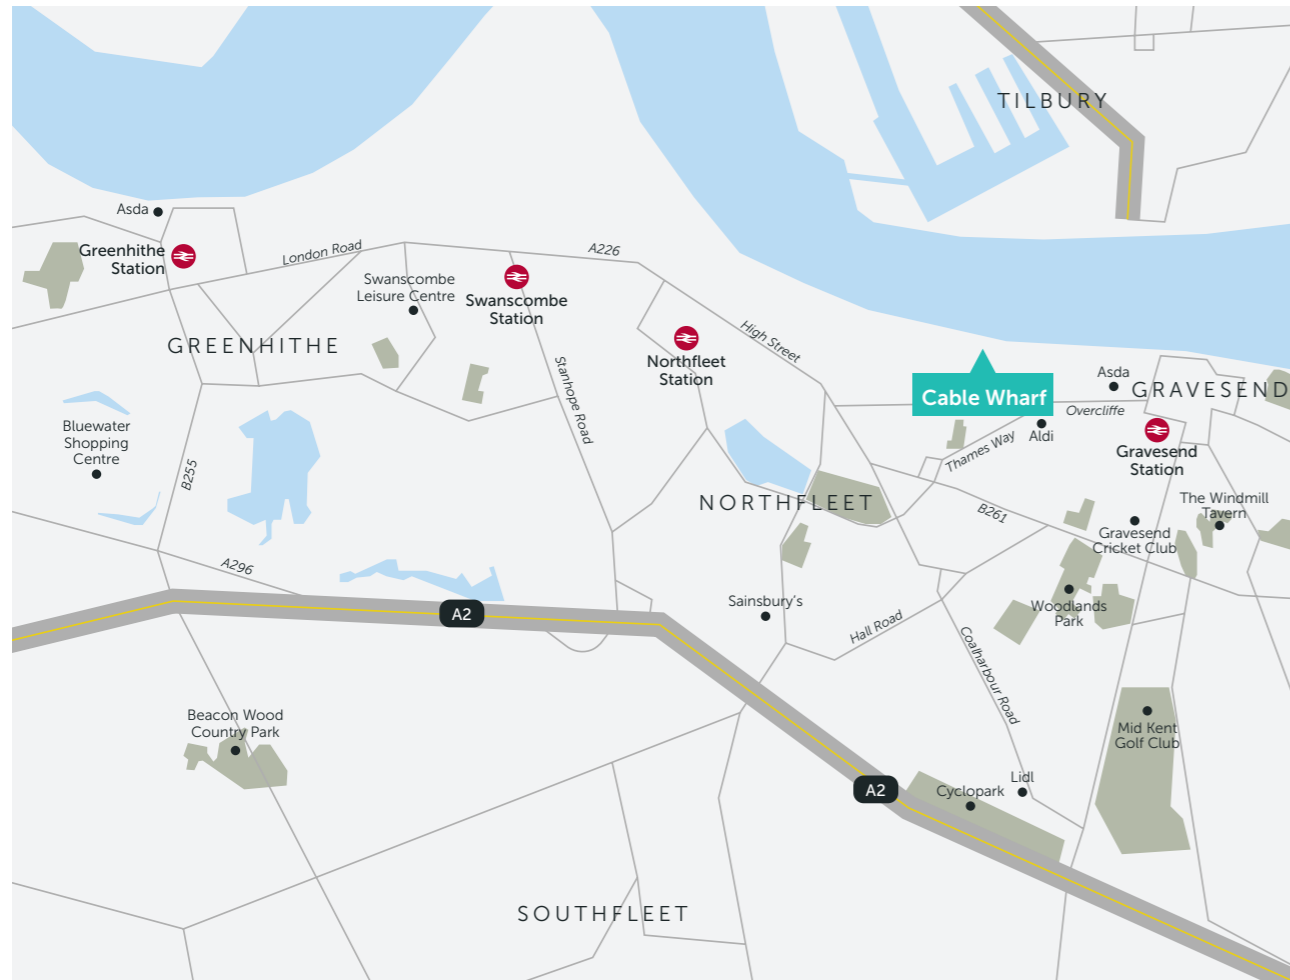 TILBURY
Asda
Greenhithe
Station
London Road
A226
Swanscombe
Leisure Centre
Swanscombe
Station
High Street
Northfleet
Station
GREENHITHE
Stanhope Road
Cable Wharf
Asda
GRAVESEND
Overcliffe
Aldi
Thames Way
Gravesend
Station
Bluewater
Shopping
Centre
B255
NORTHFLEET
B261
The Windmill
Tavern
Gravesend
Cricket Club
A296
A2
Sainsbury's
Hall Road
Woodlands
Park
Coalharbour Road
Beacon Wood
Country Park
Mid Kent
Golf Club
A2
Cyclopark
Lidl
SOUTHFLEET